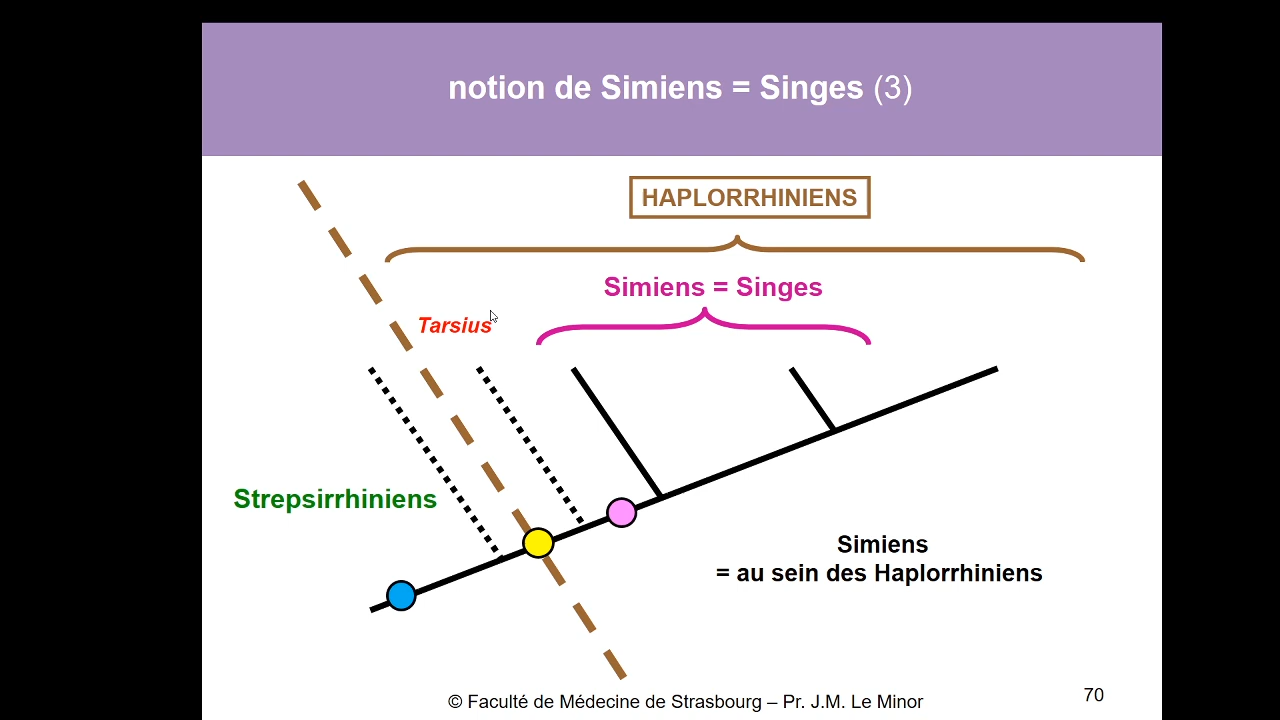 notion de Simiens = Singes (3)
HAPLORRHINIENS
Simiens = Singes
Tarsius
Strepsirrhiniens
Simiens
= au sein des Haplorrhiniens
© Faculté de Médecine de Strasbourg – Pr. J.M. Le Minor
70